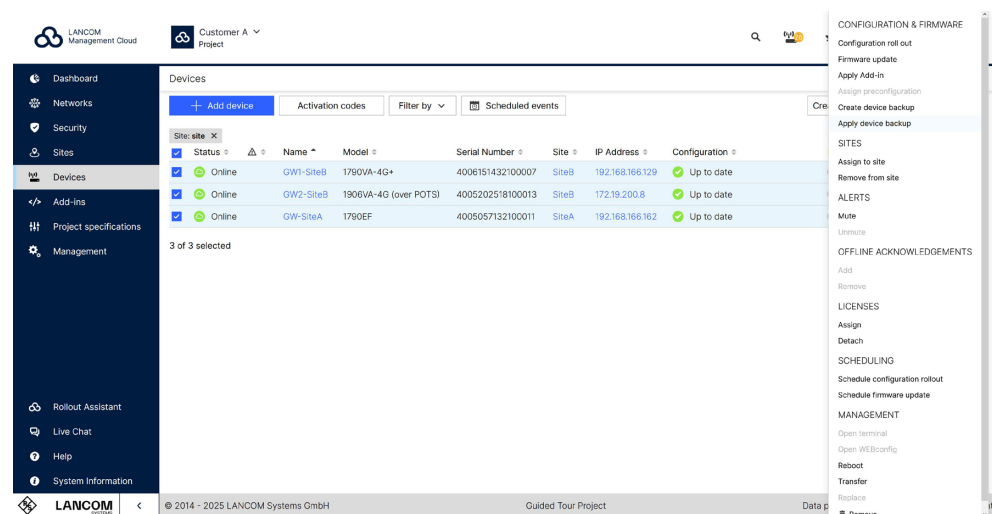 LANCOM
Management Cloud
Customer A
Project
Dashboard
Networks
Security
Sites
Devices
Add-ins
Project specifications
Management
Rollout Assistant
Live Chat
Help
System Information
LANCOM
SYSTEMS
Devices
Add device
Activation codes
Filter by
Scheduled events
Site: site X
Status Name Model Serial Number Site IP Address Configuration
Online GW1-SiteB 1790VA-4G+ 4006151432100007 SiteB 192.168.166.129 Up to date
Online GW2-SiteB 1906VA-4G (over POTS) 4005202518100013 SiteB 172.19.200.8 Up to date
Online GW-SiteA 1790EF 4005057132100011 SiteA 192.168.166.162 Up to date
3 of 3 selected
CONFIGURATION & FIRMWARE
Configuration roll out
Firmware update
Apply Add-in
Assign preconfiguration
Create device backup
Apply device backup
SITES
Assign to site
Remove from site
ALERTS
Mute
Unmute
OFFLINE ACKNOWLEDGEMENTS
Add
Remove
LICENSES
Assign
Detach
SCHEDULING
Schedule configuration rollout
Schedule firmware update
MANAGEMENT
Open terminal
Open WEBconfig
Reboot
Transfer
Replace
Remove
© 2014 - 2025 LANCOM Systems GmbH
Guided Tour Project